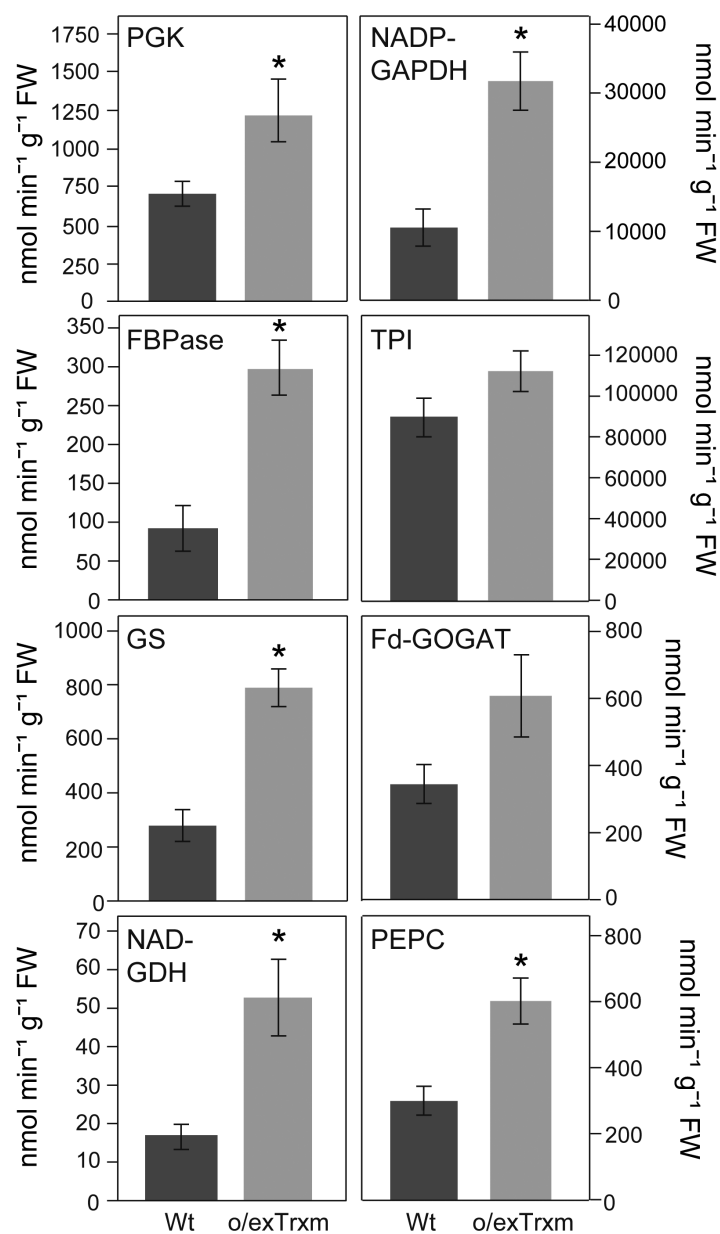 PGK
*
1750
1500
1250
1000
750
500
250
0
nmol min⁻¹ g⁻¹ FW
NADP-
GAPDH
*
40000
30000
20000
10000
0
nmol min⁻¹ g⁻¹ FW
FBPase
*
350
300
250
200
150
100
50
0
nmol min⁻¹ g⁻¹ FW
TPI
120000
100000
80000
60000
40000
20000
0
nmol min⁻¹ g⁻¹ FW
GS
*
1000
800
600
400
200
0
nmol min⁻¹ g⁻¹ FW
Fd-GOGAT
800
600
400
200
0
nmol min⁻¹ g⁻¹ FW
NAD-
GDH
*
70
60
50
40
30
20
10
0
nmol min⁻¹ g⁻¹ FW
Wt o/exTrxm
PEPC
*
800
600
400
200
0
nmol min⁻¹ g⁻¹ FW
Wt o/exTrxm